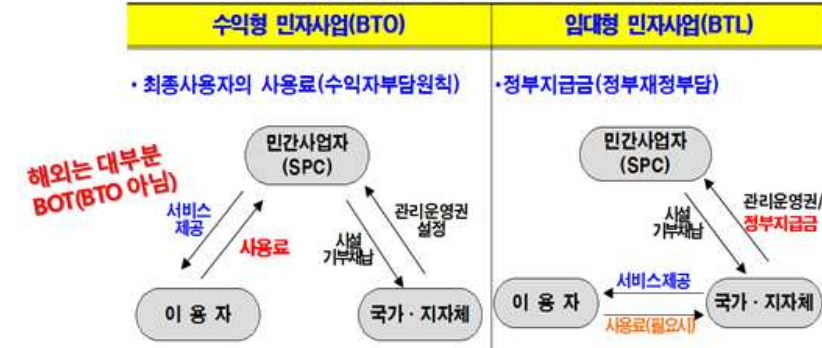 수익형 민자사업(BTO)
임대형 민자사업(BTL)
· 최종사용자의 사용료(수익자부담원칙)
·정부지급금(정부재정부담)
해외는 대부분
BOT(BTO 아님)
민간사업자
(SPC)
서비스
제공
사용료
시설
기부채납
관리운영권
설정
이 용 자
국가·지자체
민간사업자
(SPC)
시설
기부채납
관리운영권/
정부지급금
서비스제공
사용료(필요시)
이 용 자
국가·지자체